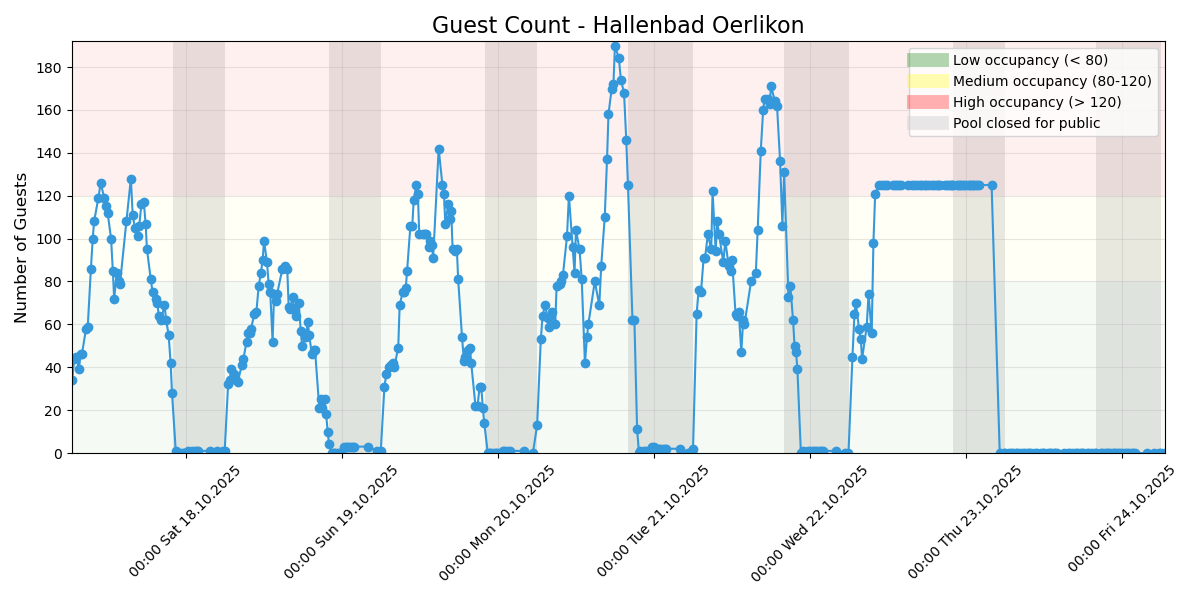 Guest Count - Hallenbad Oerlikon
Number of Guests
180
160
140
120
100
80
60
40
20
0
Low occupancy (< 80)
Medium occupancy (80-120)
High occupancy (> 120)
Pool closed for public
00:00 Sat 18.10.2025
00:00 Sun 19.10.2025
00:00 Mon 20.10.2025
00:00 Tue 21.10.2025
00:00 Wed 22.10.2025
00:00 Thu 23.10.2025
00:00 Fri 24.10.2025